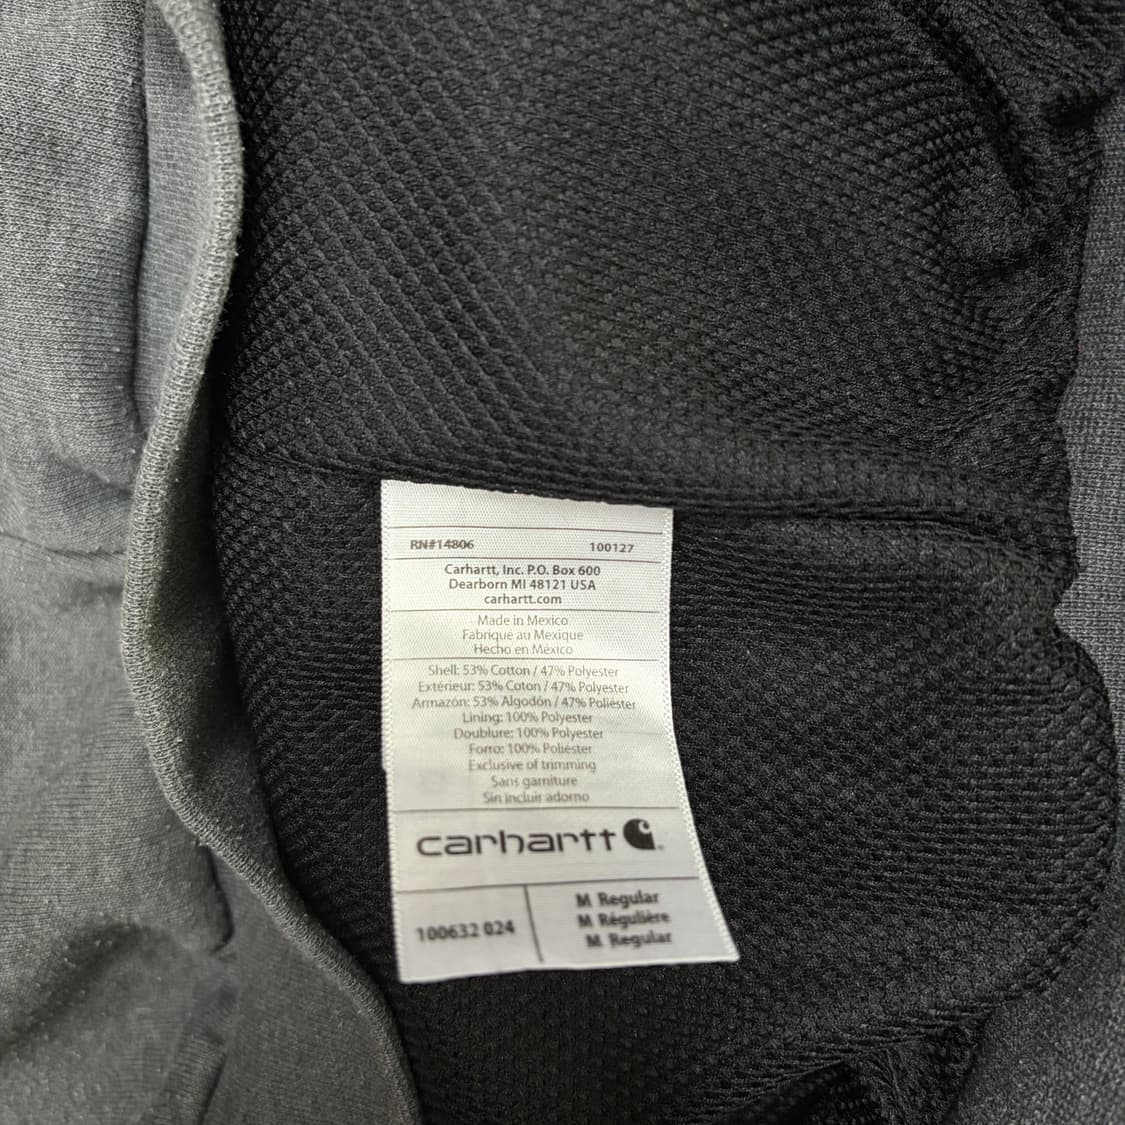 RN#14806 100127
Carhartt, Inc. P.O. Box 600
Dearborn MI 48121 USA
carhartt.com
Made in Mexico
Fabriqué au Mexique
Hecho en México
Shell: 53% Cotton / 47% Polyester
Extérieur: 53% Coton / 47% Polyester
Armazón: 53% Algodón / 47% Poliéster
Lining: 100% Polyester
Doublure: 100% Polyester
Forro: 100% Poliéster
Exclusive of trimming
Sans garniture
Sin incluir adorno
carhartt
100632 024
M Regular
M Régulière
M Regular